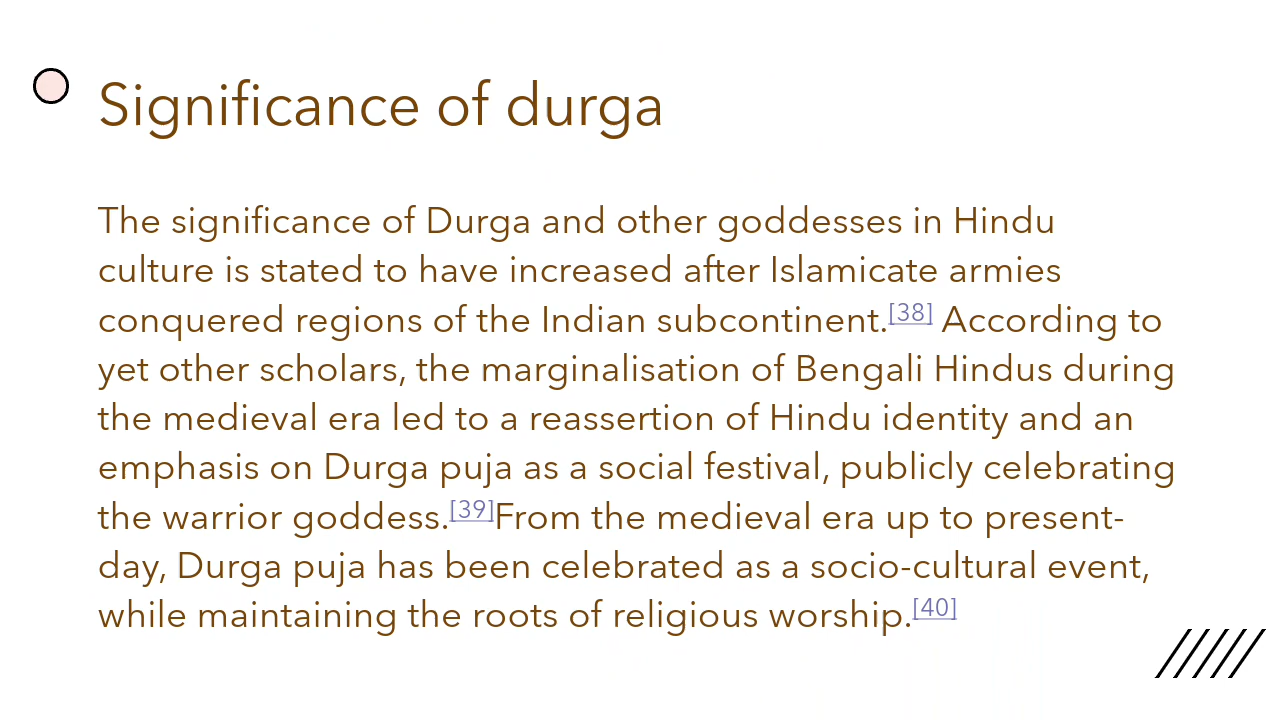 Significance of durga
The significance of Durga and other goddesses in Hindu
culture is stated to have increased after Islamicate armies
conquered regions of the Indian subcontinent.[38] According to
yet other scholars, the marginalisation of Bengali Hindus during
the medieval era led to a reassertion of Hindu identity and an
emphasis on Durga puja as a social festival, publicly celebrating
the warrior goddess.[39]From the medieval era up to present-
day, Durga puja has been celebrated as a socio-cultural event,
while maintaining the roots of religious worship.[40]